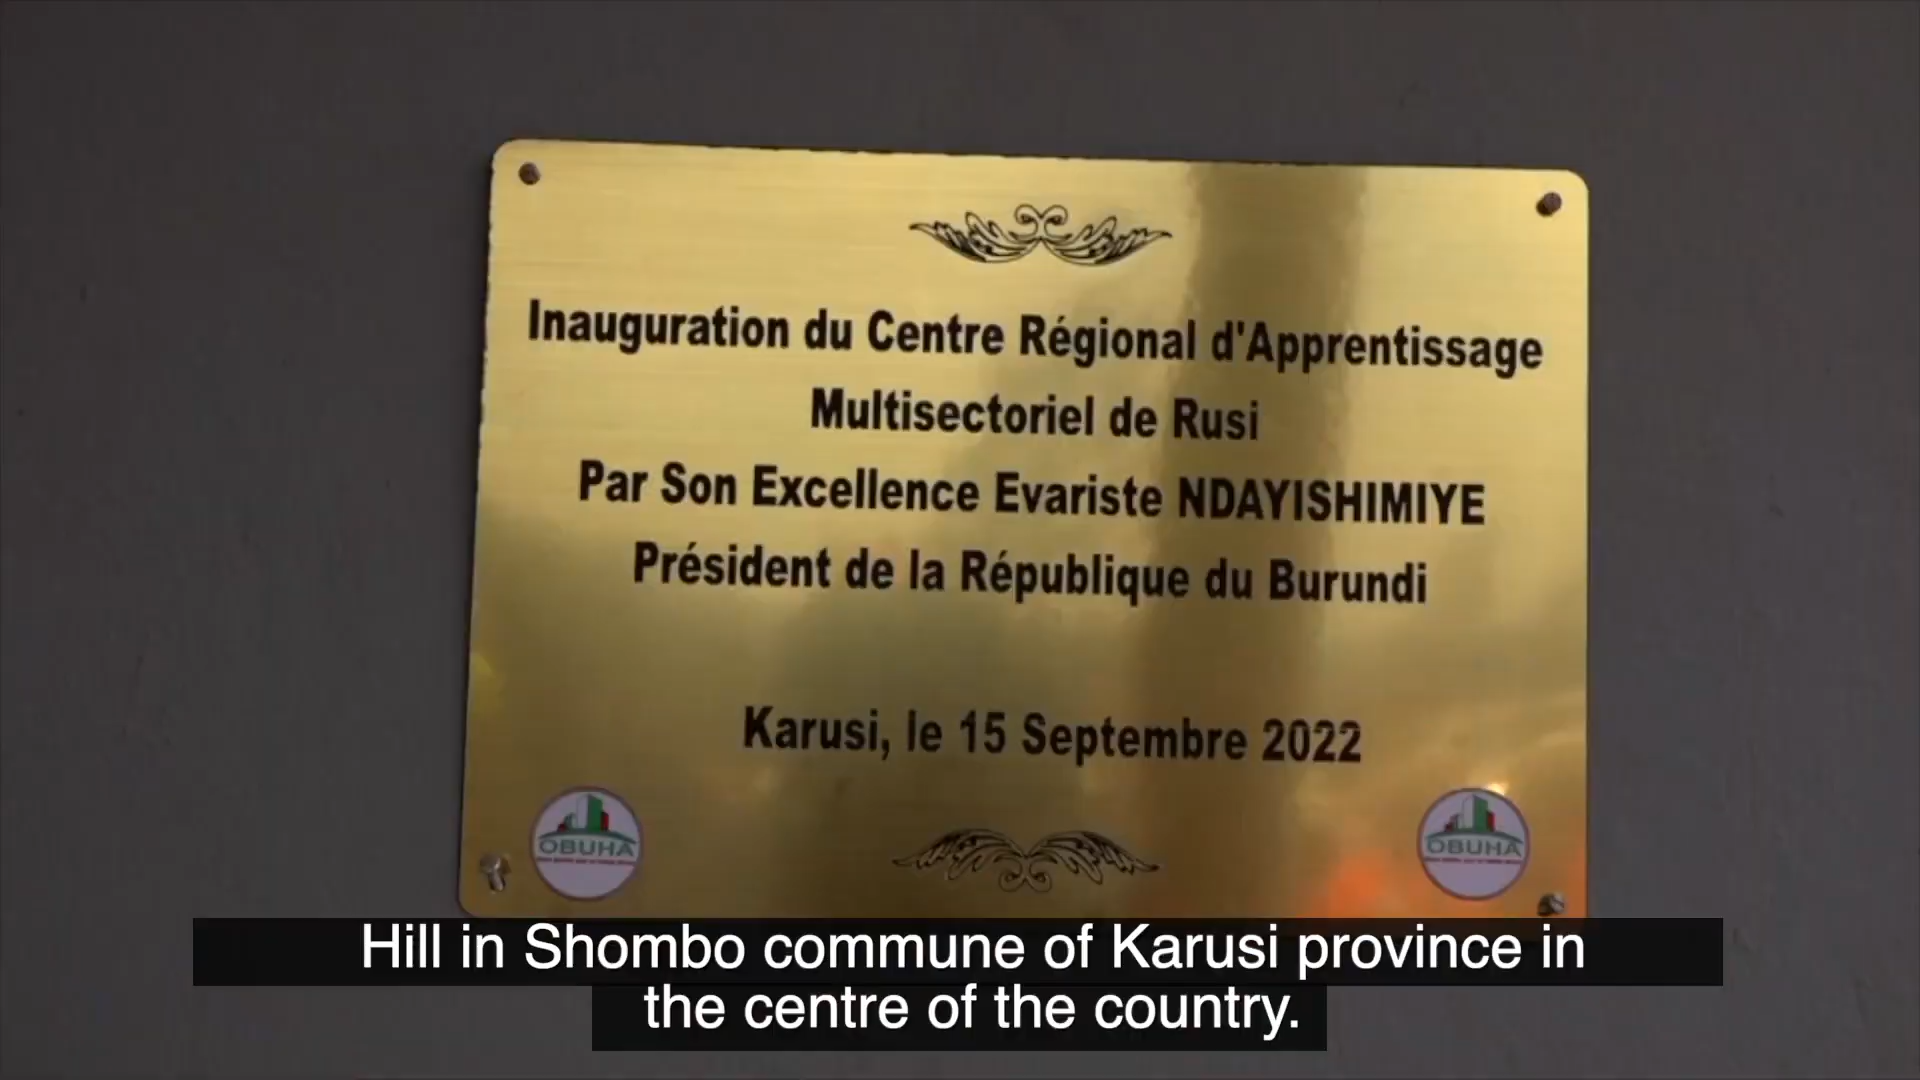 Inauguration du Centre Régional d'Apprentissage
Multisectoriel de Rusi
Par Son Excellence Evariste NDAYISHIMIYE
Président de la République du Burundi
Karusi, le 15 Septembre 2022
OBUHA
OBUHA
Hill in Shombo commune of Karusi province in
the centre of the country.